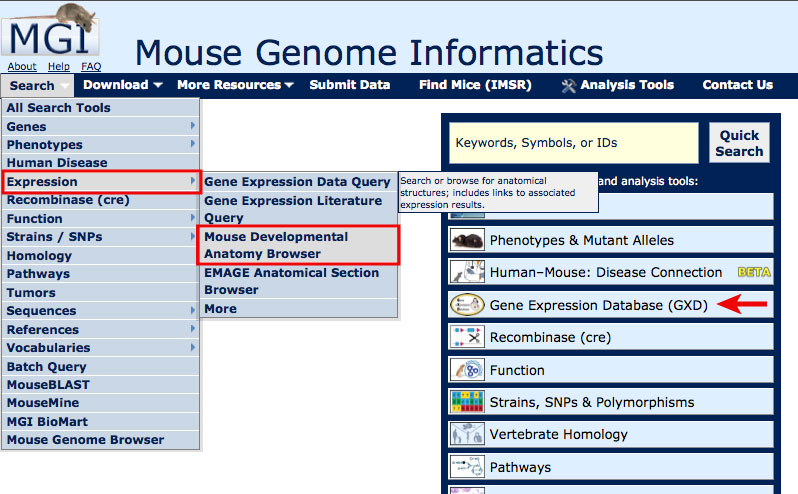 MGI
Mouse Genome Informatics
About Help FAQ
Search Download More Resources Submit Data Find Mice (IMSR) Analysis Tools Contact Us
All Search Tools
Genes
Phenotypes
Human Disease
Expression
Recombinase (cre)
Function
Strains / SNPs
Homology
Pathways
Tumors
Sequences
References
Vocabularies
Batch Query
MouseBLAST
MouseMine
MGI BioMart
Mouse Genome Browser
Gene Expression Data Query
Gene Expression Literature
Query
Mouse Developmental
Anatomy Browser
EMAGE Anatomical Section
Browser
More
Search or browse for anatomical
structures; includes links to associated
expression results.
Keywords, Symbols, or IDs
Quick
Search
and analysis tools:
Phenotypes & Mutant Alleles
Human–Mouse: Disease Connection BETA
Gene Expression Database (GXD)
Recombinase (cre)
Function
Strains, SNPs & Polymorphisms
Vertebrate Homology
Pathways